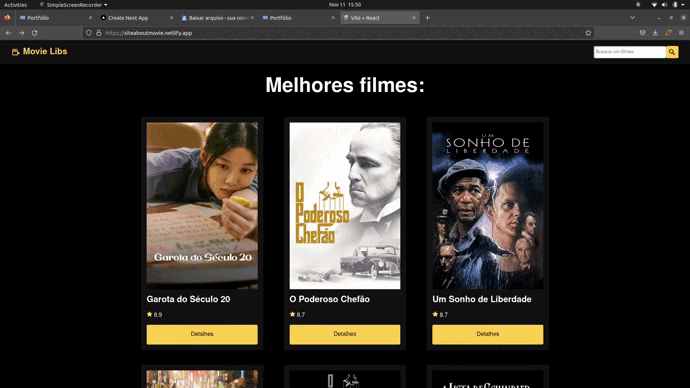 Activities
SimpleScreenRecorder
Nov 11 15:30
Portfólio
Create Next App
Baixar arquivo - sua con
Portfólio
Vite + React
https://siteaboutmovie.netlify.app
Movie Libs
Busque um filmes
Melhores filmes:
Garota do Século 20
O Poderoso Chefão
UM SONHO DE LIBERDADE
Garota do Século 20
O Poderoso Chefão
Um Sonho de Liberdade
8.9
8.7
8.7
Detalhes
Detalhes
Detalhes